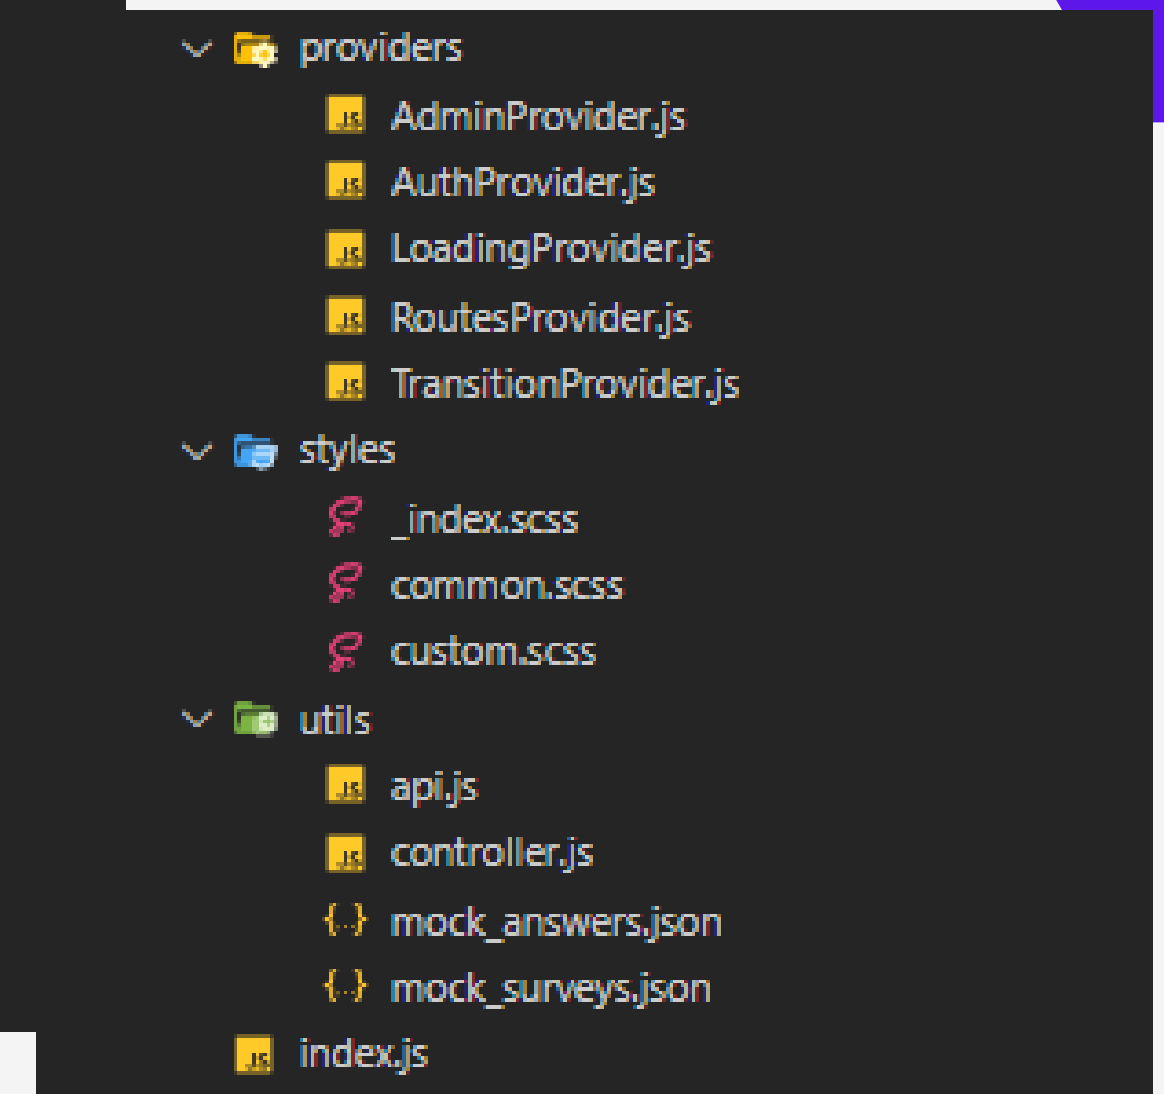 providers
AdminProvider.js
AuthProvider.js
LoadingProvider.js
RoutesProvider.js
TransitionProvider.js
styles
_index.scss
common.scss
custom.scss
utils
api.js
controller.js
mock_answers.json
mock_surveys.json
index.js